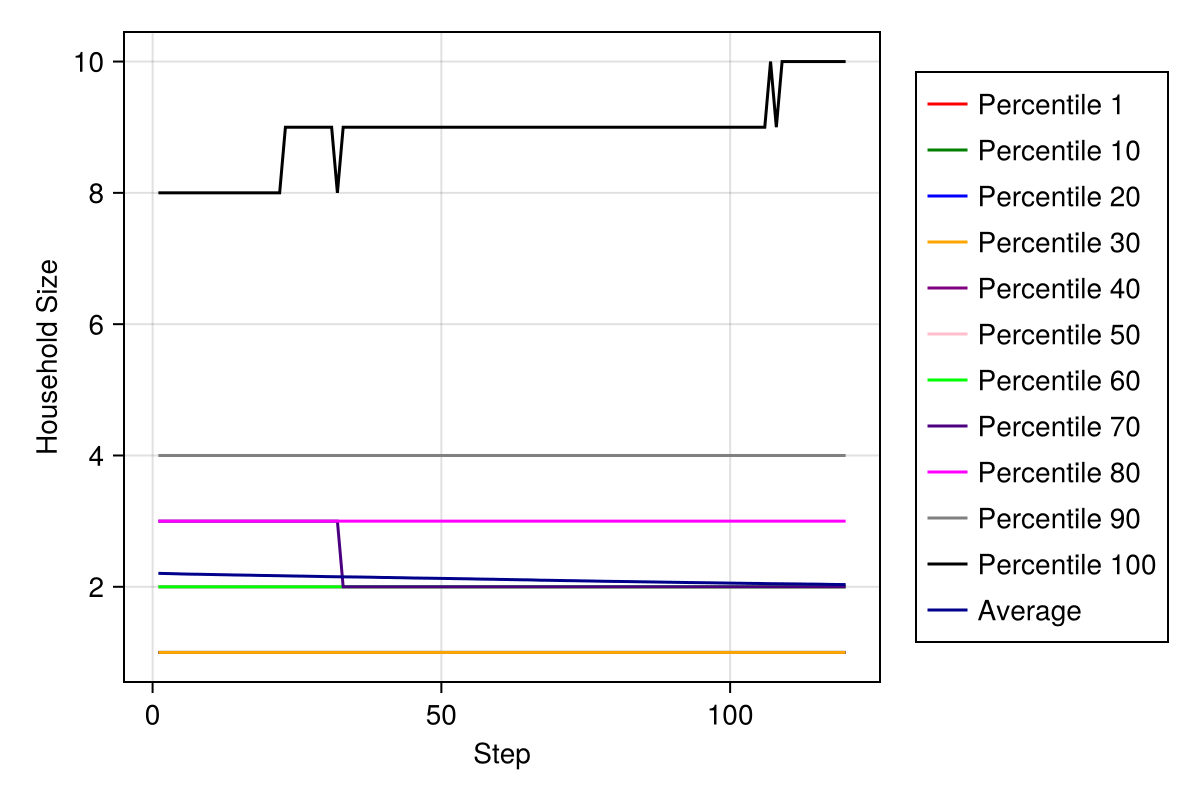 10
8
6
4
2
Household Size
0
50
100
Step
Percentile 1
Percentile 10
Percentile 20
Percentile 30
Percentile 40
Percentile 50
Percentile 60
Percentile 70
Percentile 80
Percentile 90
Percentile 100
Average